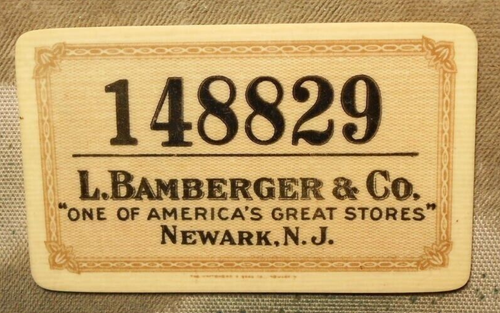 148829
L. BAMBERGER & CO.
"ONE OF AMERICA'S GREAT STORES"
NEWARK, N.J.